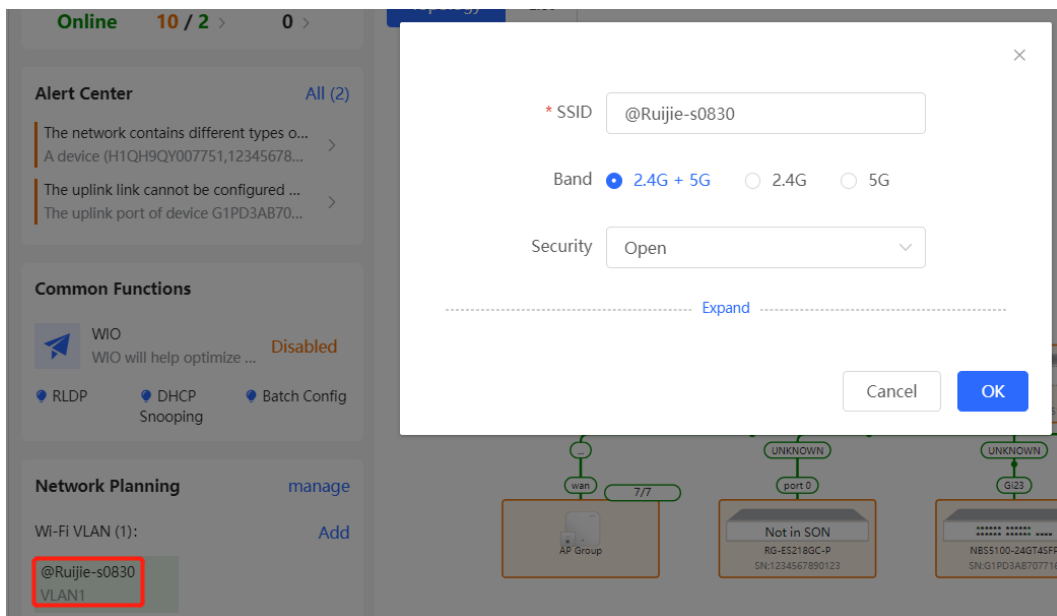 Online 10 / 2 > 0 >
Topology
Alert Center All (2)
The network contains different types o...
A device (H1QH9QY007751,12345678...
The uplink link cannot be configured ...
The uplink port of device G1PD3AB70...
Common Functions
WIO
WIO will help optimize ...
Disabled
RLDP
DHCP Snooping
Batch Config
Network Planning manage
Wi-Fi VLAN (1): Add
@Ruijie-s0830
VLAN1
* SSID @Ruijie-s0830
Band 2.4G + 5G 2.4G 5G
Security Open
Expand
Cancel OK
... UNKNOWN UNKNOWN
wan 7/7 port 0 GI23
AP Group
Not in SON
RG-ES218GC-P
SN:1234567890123
NBS5100-24GT4SFP
SN:G1PD3AB707716